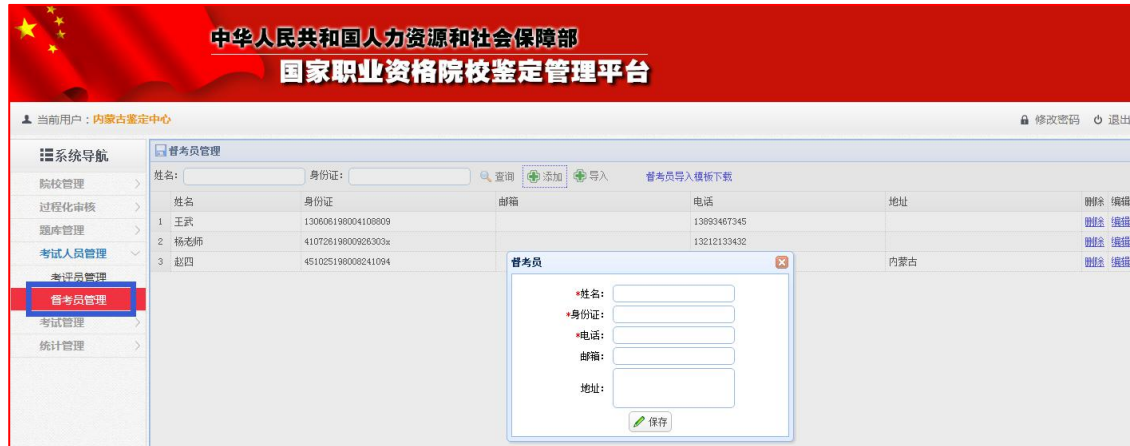 中华人民共和国人力资源和社会保障部
国家职业资格院校鉴定管理平台
当前用户：内蒙古鉴定中心 修改密码 退出
系统导航
院校管理
过程化审核
题库管理
考试人员管理
考评员管理
督考员管理
考试管理
统计管理
督考员管理
姓名： 身份证： 查询 添加 导入 督考员导入模板下载
姓名 身份证 邮箱 电话 地址 删除 编辑
1 王武 130606198004108809 13893467345 删除 编辑
2 杨老师 41072619800926303x 13212133432 删除 编辑
3 赵四 451025198008241094 内蒙古 删除 编辑
督考员
*姓名：
*身份证：
*电话：
邮箱：
地址：
保存